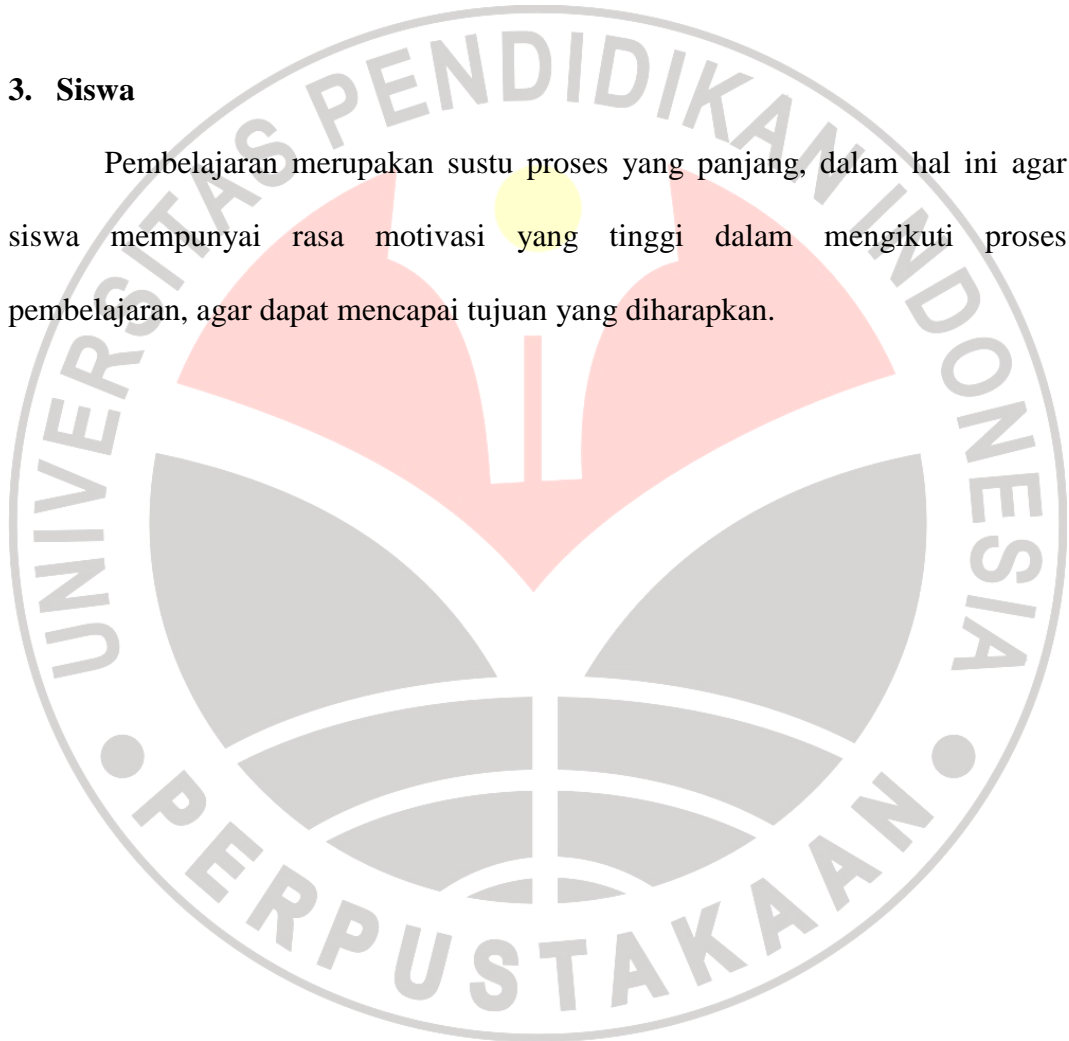 3. Siswa
Pembelajaran merupakan sustu proses yang panjang, dalam hal ini agar
siswa mempunyai rasa motivasi yang tinggi dalam mengikuti proses
pembelajaran, agar dapat mencapai tujuan yang diharapkan.
UNIVERSITAS PENDIDIKAN INDONESIA
PERPUSTAKAAN